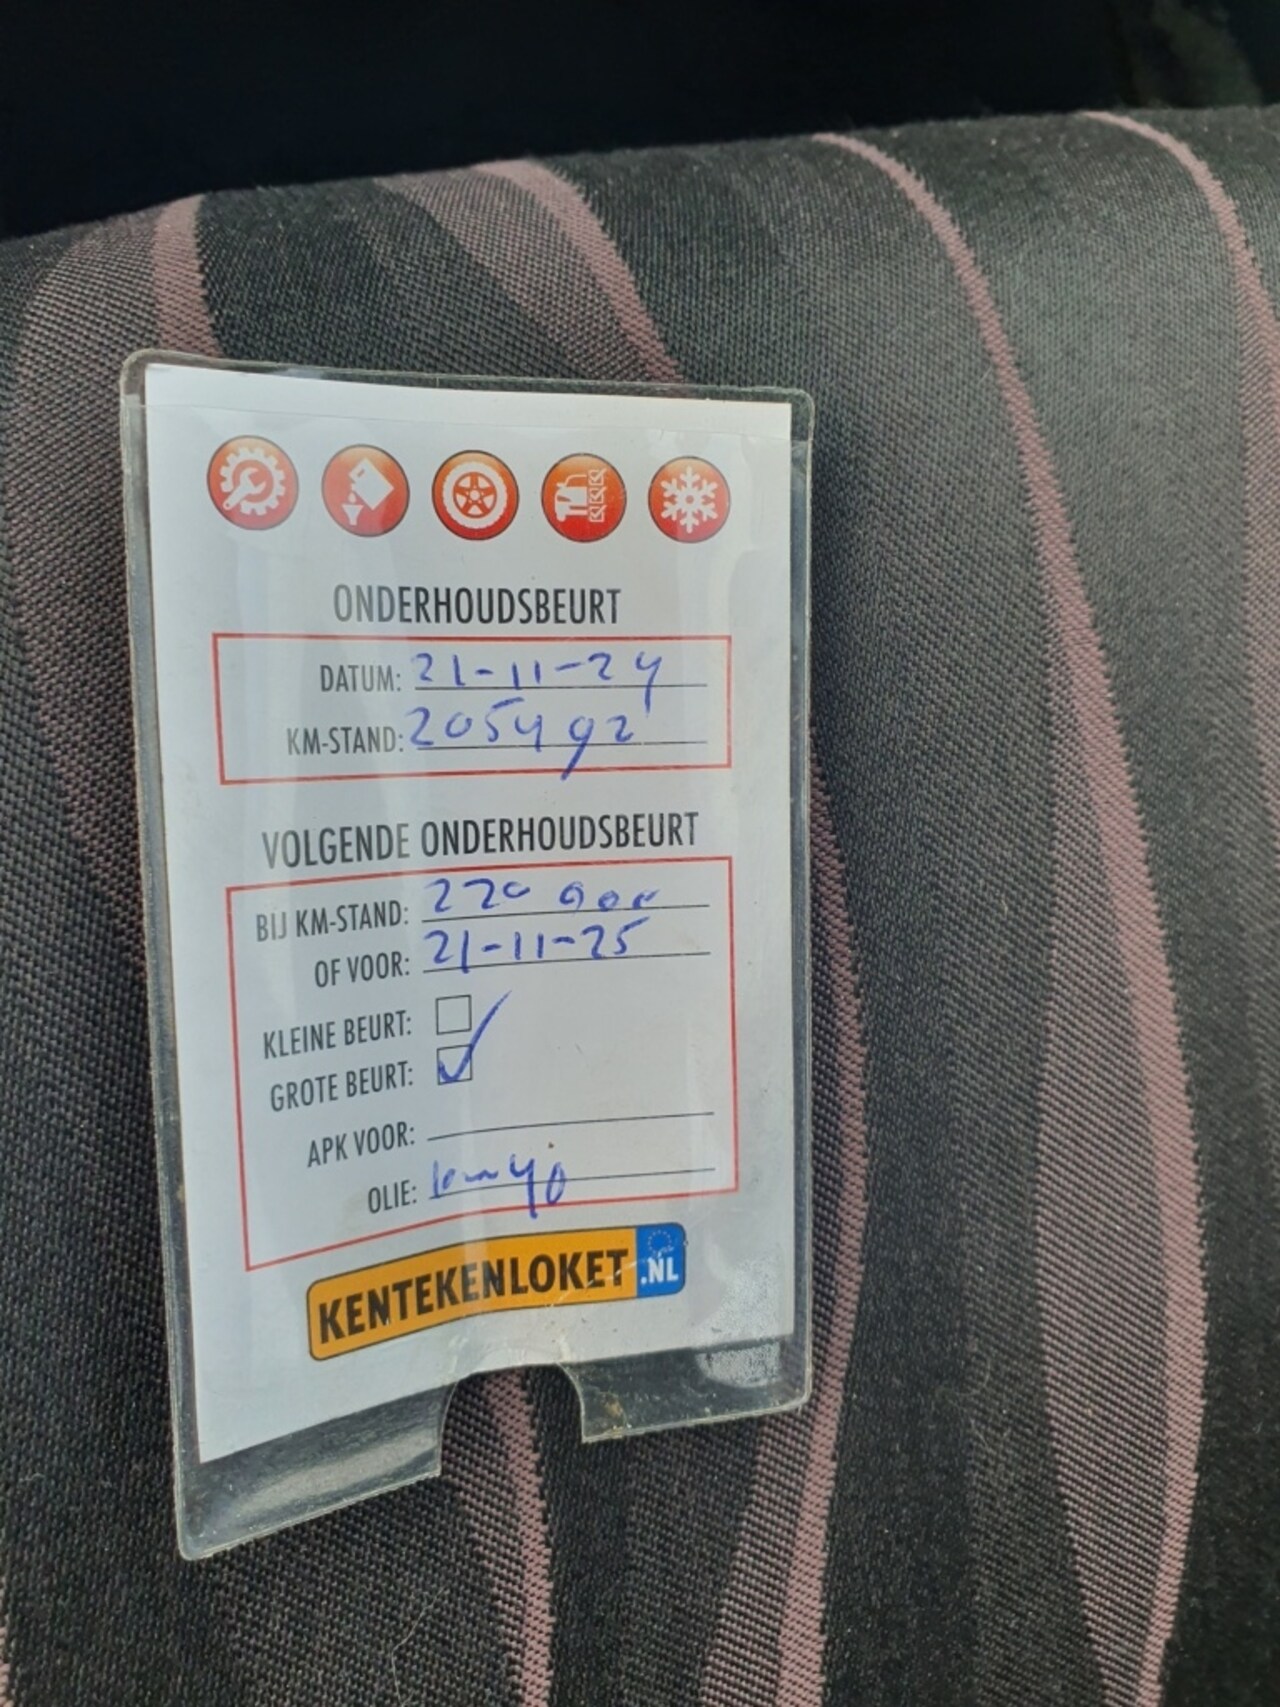 ONDERHOUDSBEURT
DATUM: 21-11-24
KM-STAND: 205492
VOLGENDE ONDERHOUDSBEURT
BIJ KM-STAND: 220 000
OF VOOR: 21-11-25
KLEINE BEURT:
GROTE BEURT:
APK VOOR:
OLIE: 10w40
KENTEKENLOKET.NL